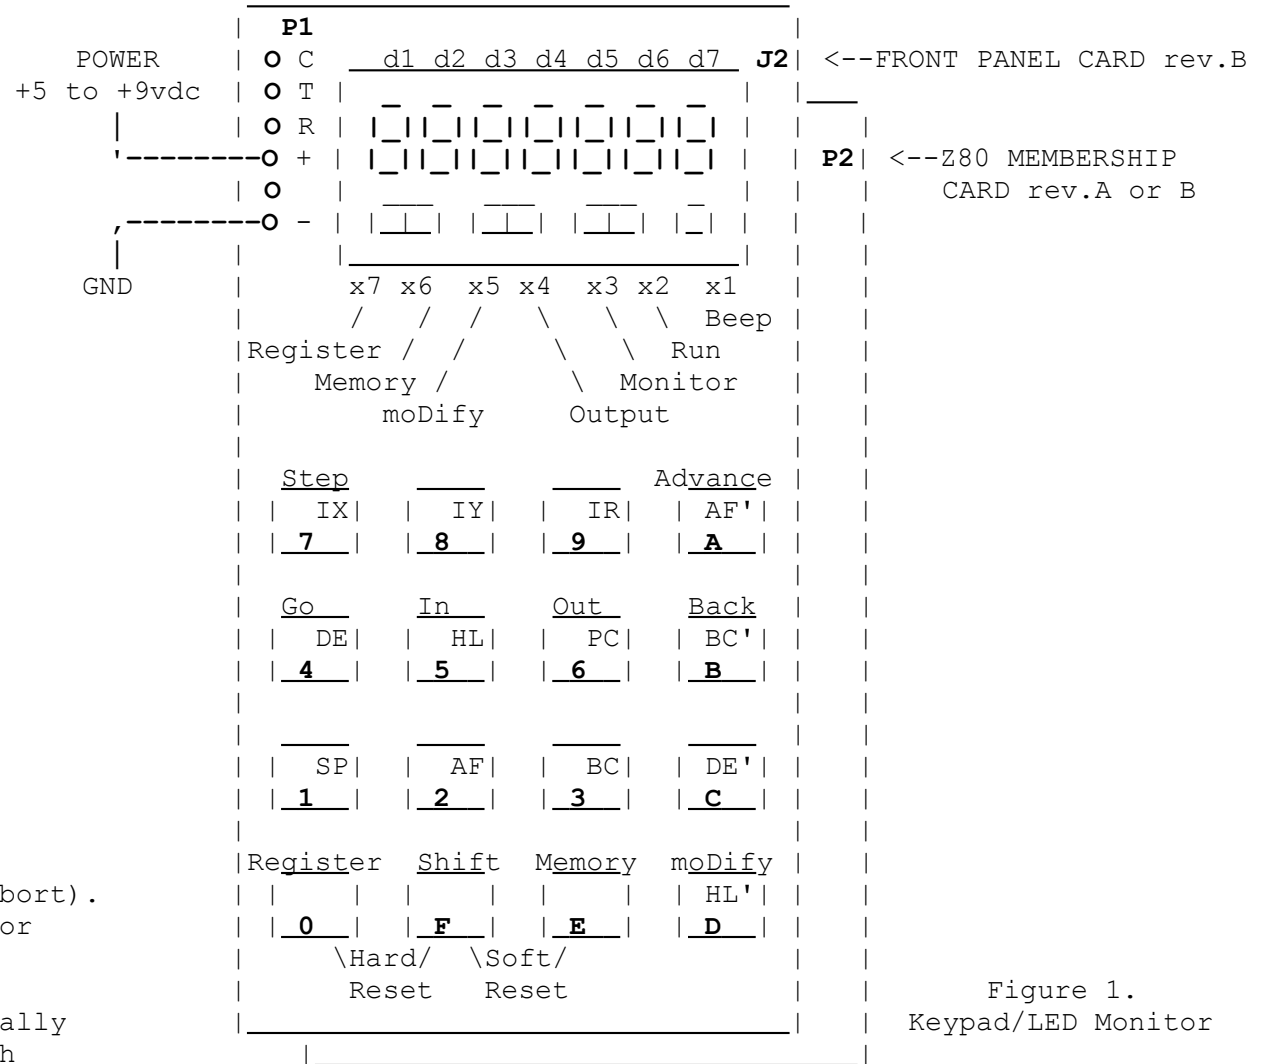 P1
POWER O C d1 d2 d3 d4 d5 d6 d7 J2 <--FRONT PANEL CARD rev.B
+5 to +9vdc O T
O R
'--------O + P2 <--Z80 MEMBERSHIP
O CARD rev.A or B
,--------O -
GND x7 x6 x5 x4 x3 x2 x1
/ / / \ \ \ Beep
Register / / \ \ Run
Memory / \ Monitor
moDify Output
Step Advance
IX IY IR AF'
7 8 9 A
Go In Out Back
DE HL PC BC'
4 5 6 B
SP AF BC DE'
1 2 3 C
Register Shift Memory moDify
bort). HL'
or 0 F E D
\Hard/ \Soft/
Reset Reset Figure 1.
ally Keypad/LED Monitor
h